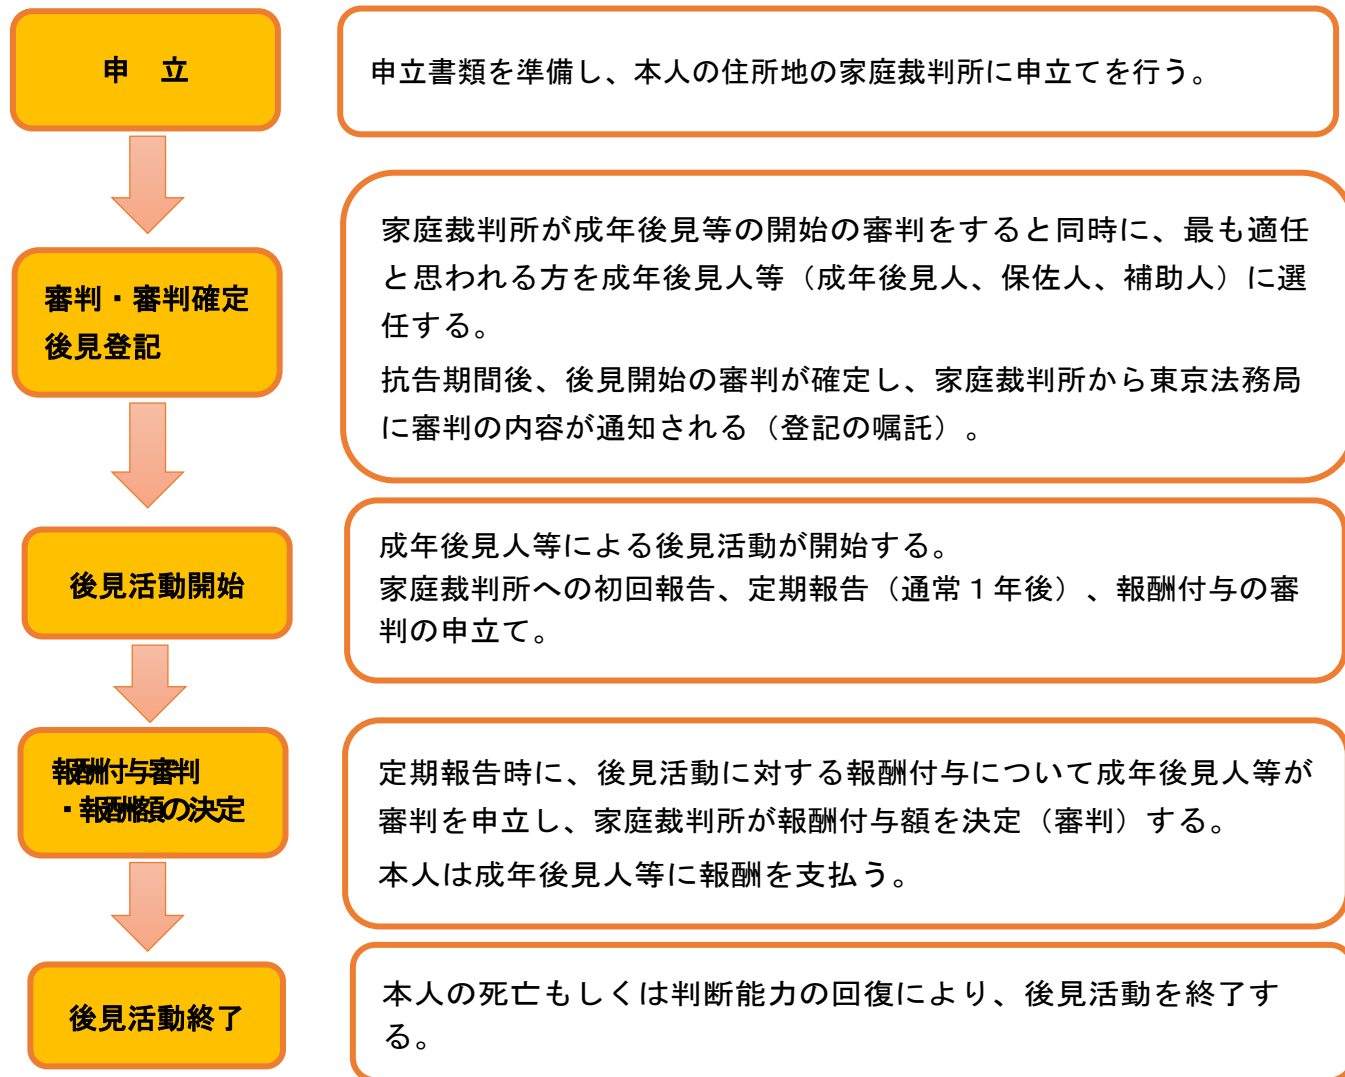 申　立
申立書類を準備し、本人の住所地の家庭裁判所に申立てを行う。
審判・審判確定
後見登記
家庭裁判所が成年後見等の開始の審判をすると同時に、最も適任
と思われる方を成年後見人等（成年後見人、保佐人、補助人）に選
任する。
抗告期間後、後見開始の審判が確定し、家庭裁判所から東京法務局
に審判の内容が通知される（登記の嘱託）。
後見活動開始
成年後見人等による後見活動が開始する。
家庭裁判所への初回報告、定期報告（通常１年後）、報酬付与の審
判の申立て。
報酬付与審判
・報酬額の決定
定期報告時に、後見活動に対する報酬付与について成年後見人等が
審判を申立し、家庭裁判所が報酬付与額を決定（審判）する。
本人は成年後見人等に報酬を支払う。
後見活動終了
本人の死亡もしくは判断能力の回復により、後見活動を終了す
る。